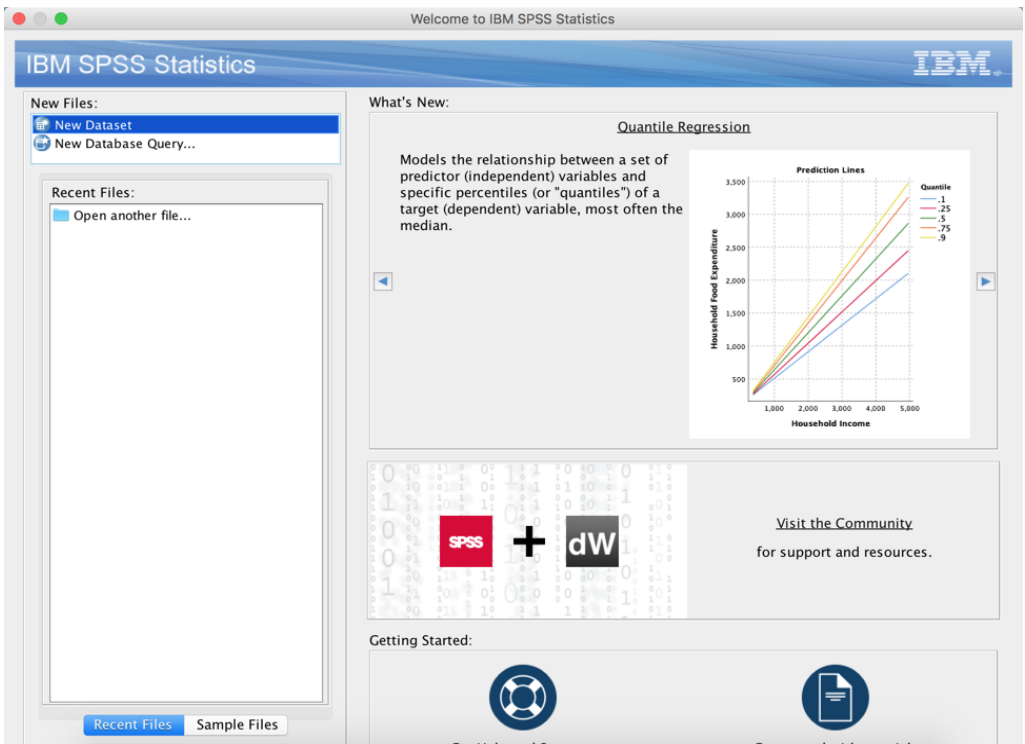 Welcome to IBM SPSS Statistics
IBM SPSS Statistics
IBM
New Files:
New Dataset
New Database Query...
Recent Files:
Open another file...
Recent Files
Sample Files
What's New:
Quantile Regression
Models the relationship between a set of
predictor (independent) variables and
specific percentiles (or "quantiles") of a
target (dependent) variable, most often the
median.
Prediction Lines
Household Food Expenditure
3,500
3,000
2,500
2,000
1,500
1,000
500
1,000 2,000 3,000 4,000 5,000
Household Income
Quantile
.1
.25
.5
.75
.9
SPSS + dW
Visit the Community
for support and resources.
Getting Started: